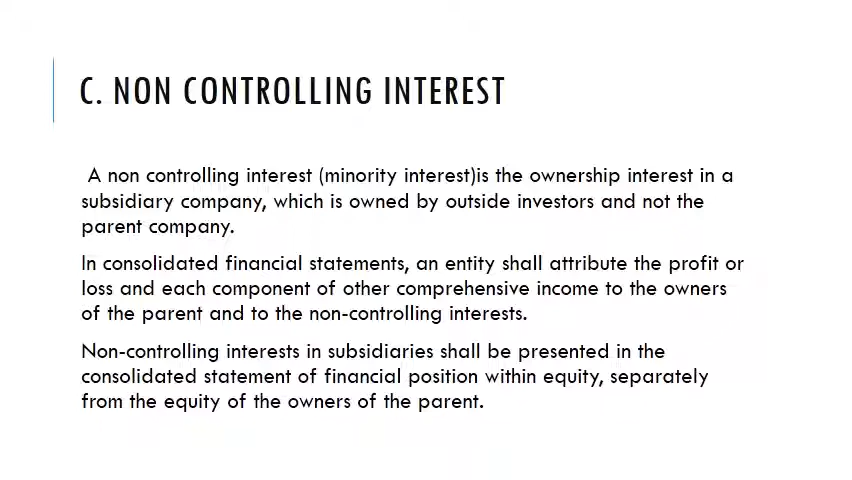 C. NON CONTROLLING INTEREST
A non controlling interest (minority interest)is the ownership interest in a
subsidiary company, which is owned by outside investors and not the
parent company.
In consolidated financial statements, an entity shall attribute the profit or
loss and each component of other comprehensive income to the owners
of the parent and to the non-controlling interests.
Non-controlling interests in subsidiaries shall be presented in the
consolidated statement of financial position within equity, separately
from the equity of the owners of the parent.